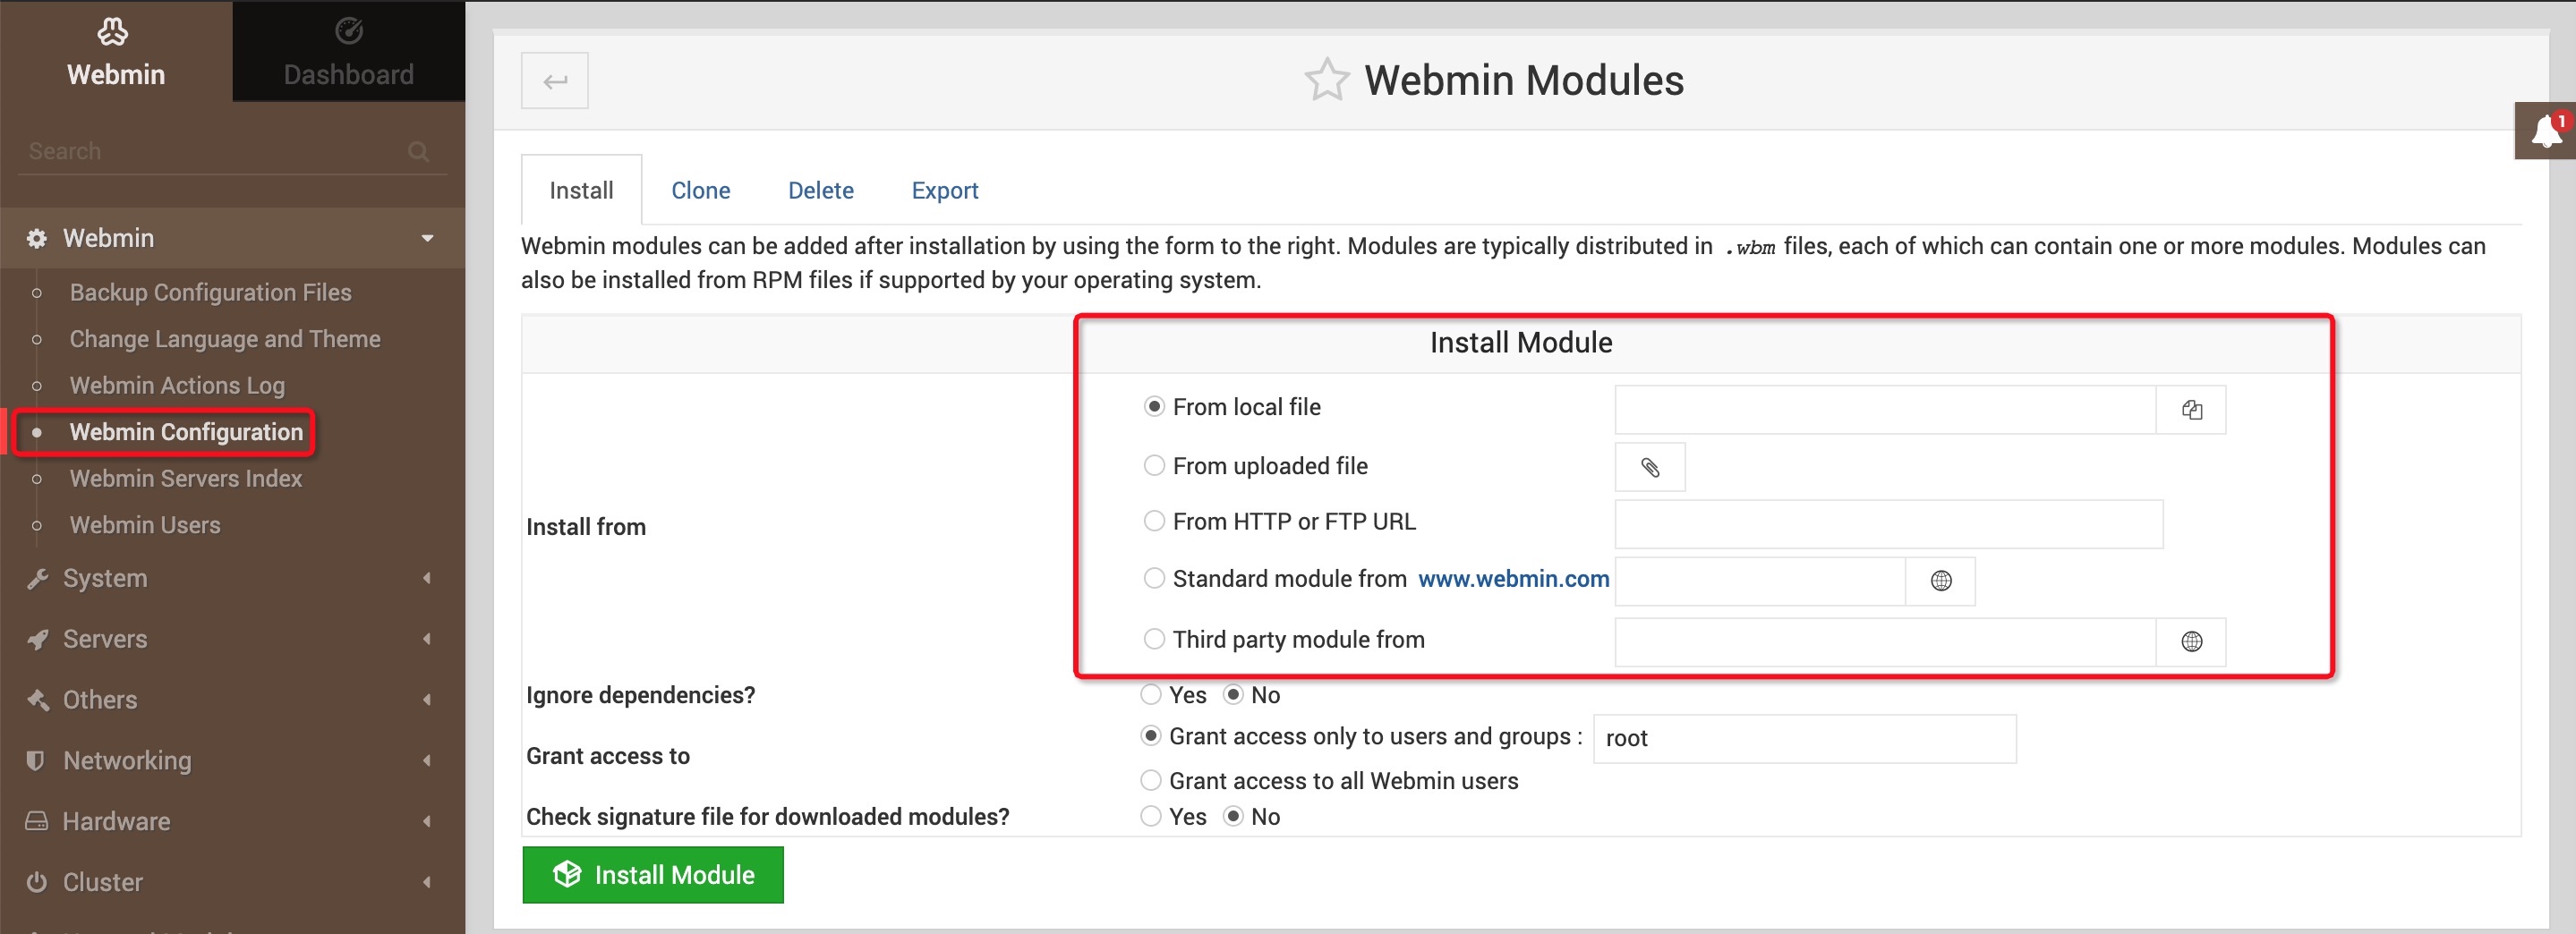 Webmin
Dashboard
Search
Webmin
Backup Configuration Files
Change Language and Theme
Webmin Actions Log
Webmin Configuration
Webmin Servers Index
Webmin Users
System
Servers
Others
Networking
Hardware
Cluster
Webmin Modules
1
Install Clone Delete Export
Webmin modules can be added after installation by using the form to the right. Modules are typically distributed in .wbm files, each of which can contain one or more modules. Modules can
also be installed from RPM files if supported by your operating system.
Install Module
Install from
From local file
From uploaded file
From HTTP or FTP URL
Standard module from www.webmin.com
Third party module from
Ignore dependencies? Yes No
Grant access to
Grant access only to users and groups : root
Grant access to all Webmin users
Check signature file for downloaded modules? Yes No
Install Module